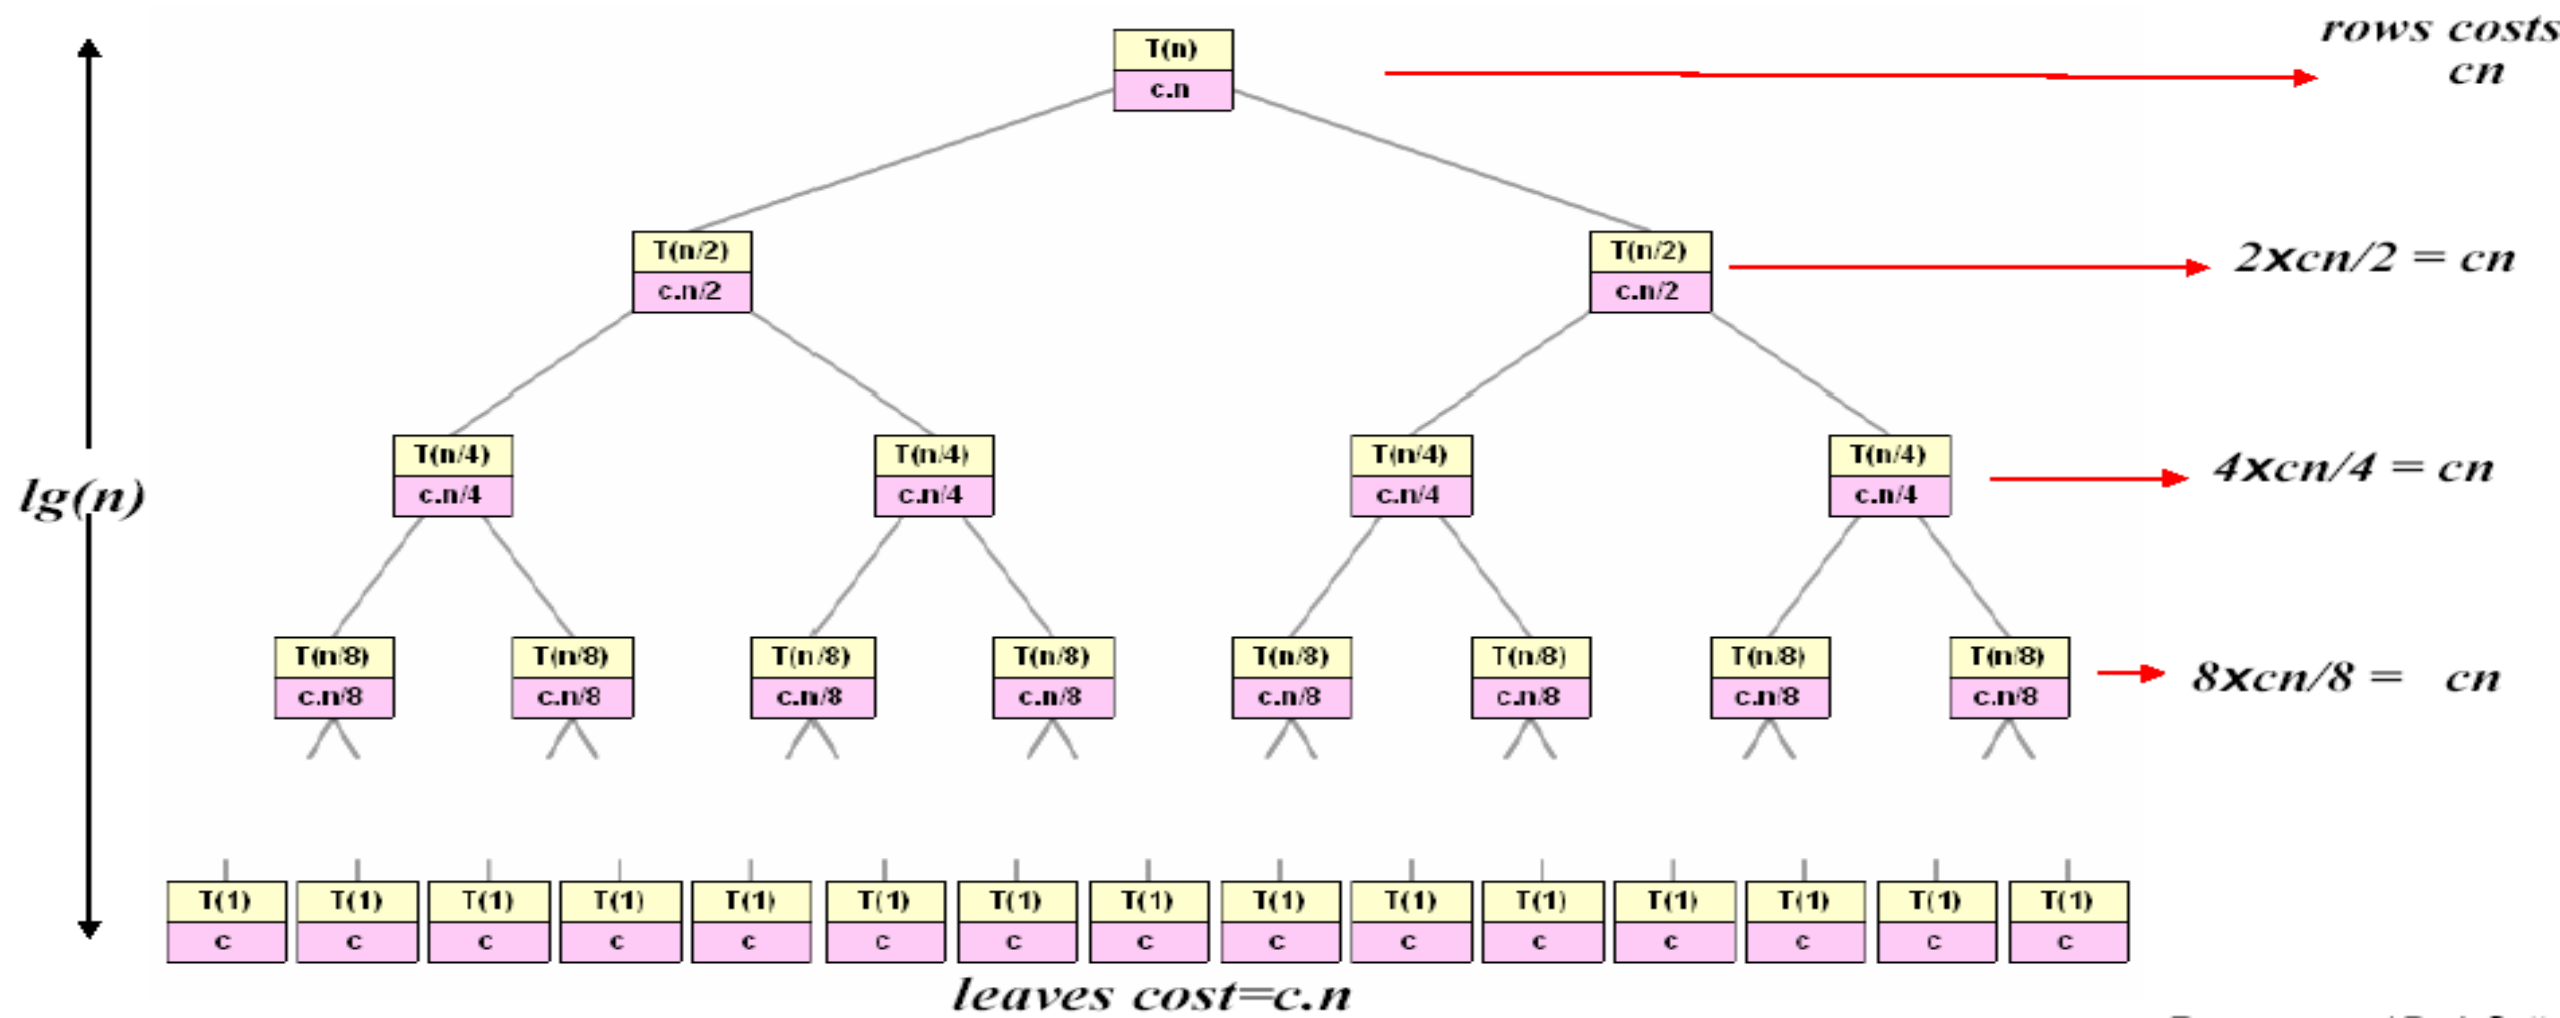 rows costs
T(n)
c.n
cn
T(n/2) T(n/2)
c.n/2 c.n/2
2xcn/2 = cn
T(n/4) T(n/4) T(n/4) T(n/4)
c.n/4 c.n/4 c.n/4 c.n/4
4xcn/4 = cn
lg(n)
T(n/8) T(n/8) T(n/8) T(n/8) T(n/8) T(n/8) T(n/8) T(n/8)
c.n/8 c.n/8 c.n/8 c.n/8 c.n/8 c.n/8 c.n/8 c.n/8
8xcn/8 = cn
T(1) T(1) T(1) T(1) T(1) T(1) T(1) T(1) T(1) T(1) T(1) T(1) T(1) T(1) T(1)
c c c c c c c c c c c c c c c
leaves cost=c.n